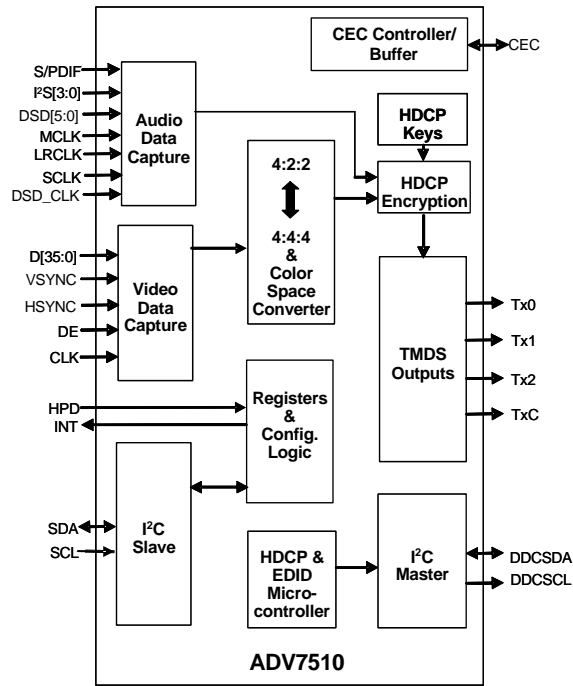 CEC Controller/
Buffer
CEC
S/PDIF
I²S[3:0]
DSD[5:0]
MCLK
LRCLK
SCLK
DSD_CLK
Audio
Data
Capture
HDCP
Keys
HDCP
Encryption
4:2:2
4:4:4
&
Color
Space
Converter
D[35:0]
VSYNC
HSYNC
DE
CLK
Video
Data
Capture
TMDS
Outputs
Tx0
Tx1
Tx2
TxC
HPD
INT
Registers
&
Config.
Logic
SDA
SCL
I²C
Slave
HDCP &
EDID
Micro-
controller
I²C
Master
DDCSDA
DDCSCL
ADV7510